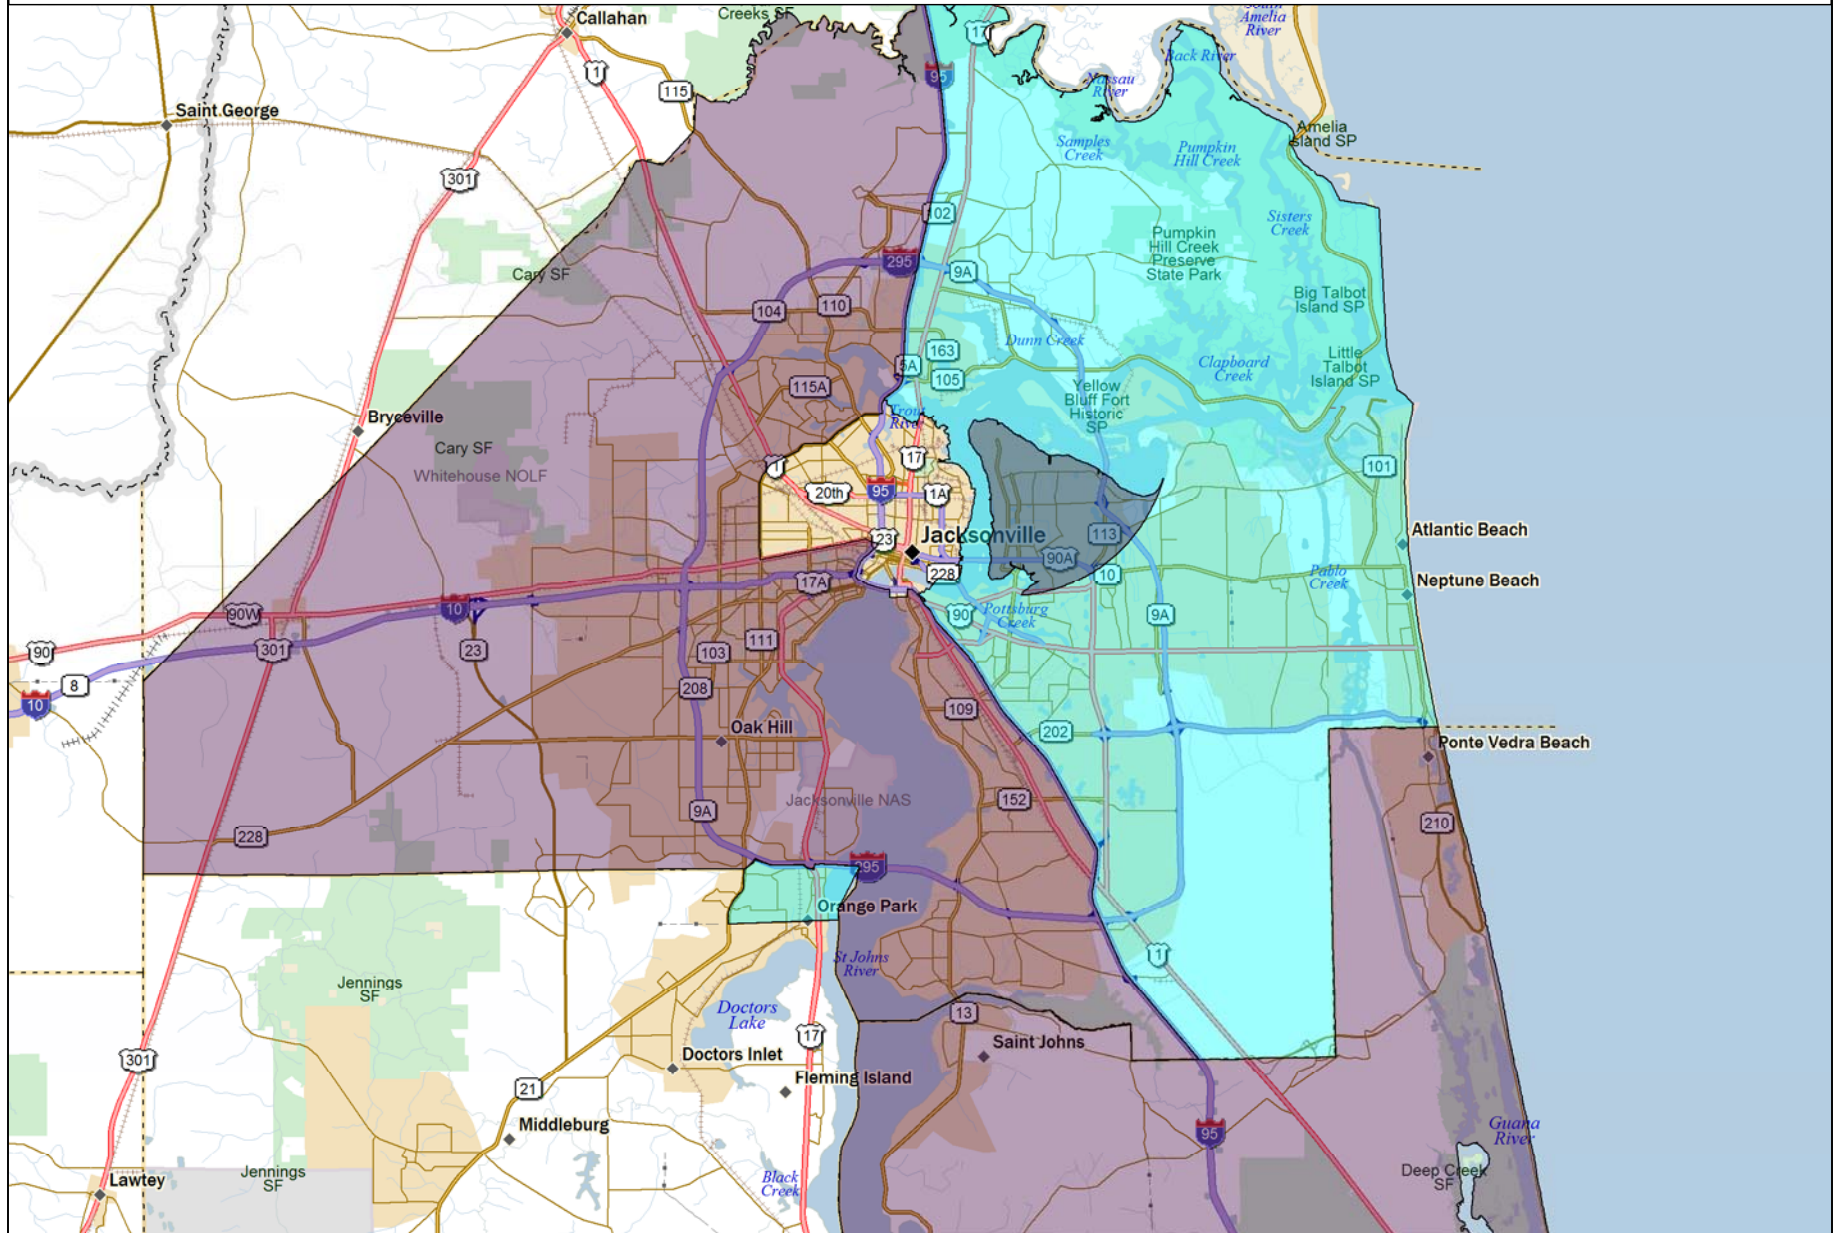 Callahan
Creeks SF
South
Amelia
River
17
Back River
1
95
Nassau
River
115
Saint George
Amelia
Island SP
Samples
Creek
Pumpkin
Hill Creek
301
102
Sisters
Creek
Pumpkin
Hill Creek
Preserve
State Park
Cary SF
295
9A
104
110
Big Talbot
Island SP
Dunn Creek
163
5A
105
Clapboard
Creek
Little
Talbot
Island SP
115A
Yellow
Bluff Fort
Historic
SP
Bryceville
Trout
River
Cary SF
Whitehouse NOLF
1
17
101
20th
95
1A
23
Jacksonville
113
Atlantic Beach
90A
228
10
Pablo
Creek
Neptune Beach
17A
90W
10
90
Pottsburg
Creek
9A
90
301
23
103
111
8
10
208
109
Oak Hill
202
Ponte Vedra Beach
Jacksonville NAS
152
9A
210
228
295
Orange Park
1
St Johns
River
Jennings
SF
Doctors
Lake
13
17
Saint Johns
301
Doctors Inlet
Fleming Island
21
Middleburg
95
Guana
River
Jennings
SF
Black
Creek
Deep Creek
SF
Lawtey